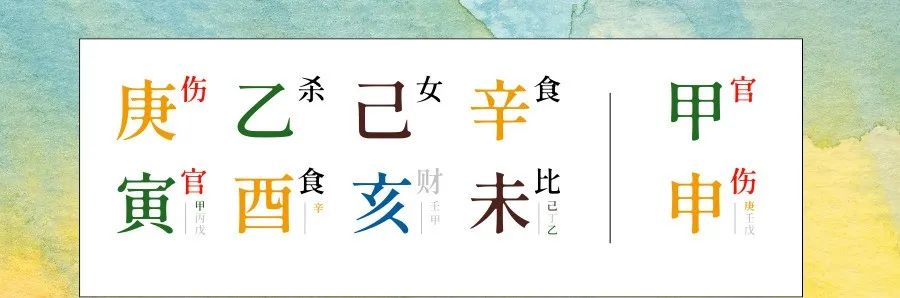 庚伤 乙杀 己女 辛食 甲官
寅官 酉食 亥财 未比 申伤
甲丙戊 辛 壬甲 己丁乙 庚壬戊